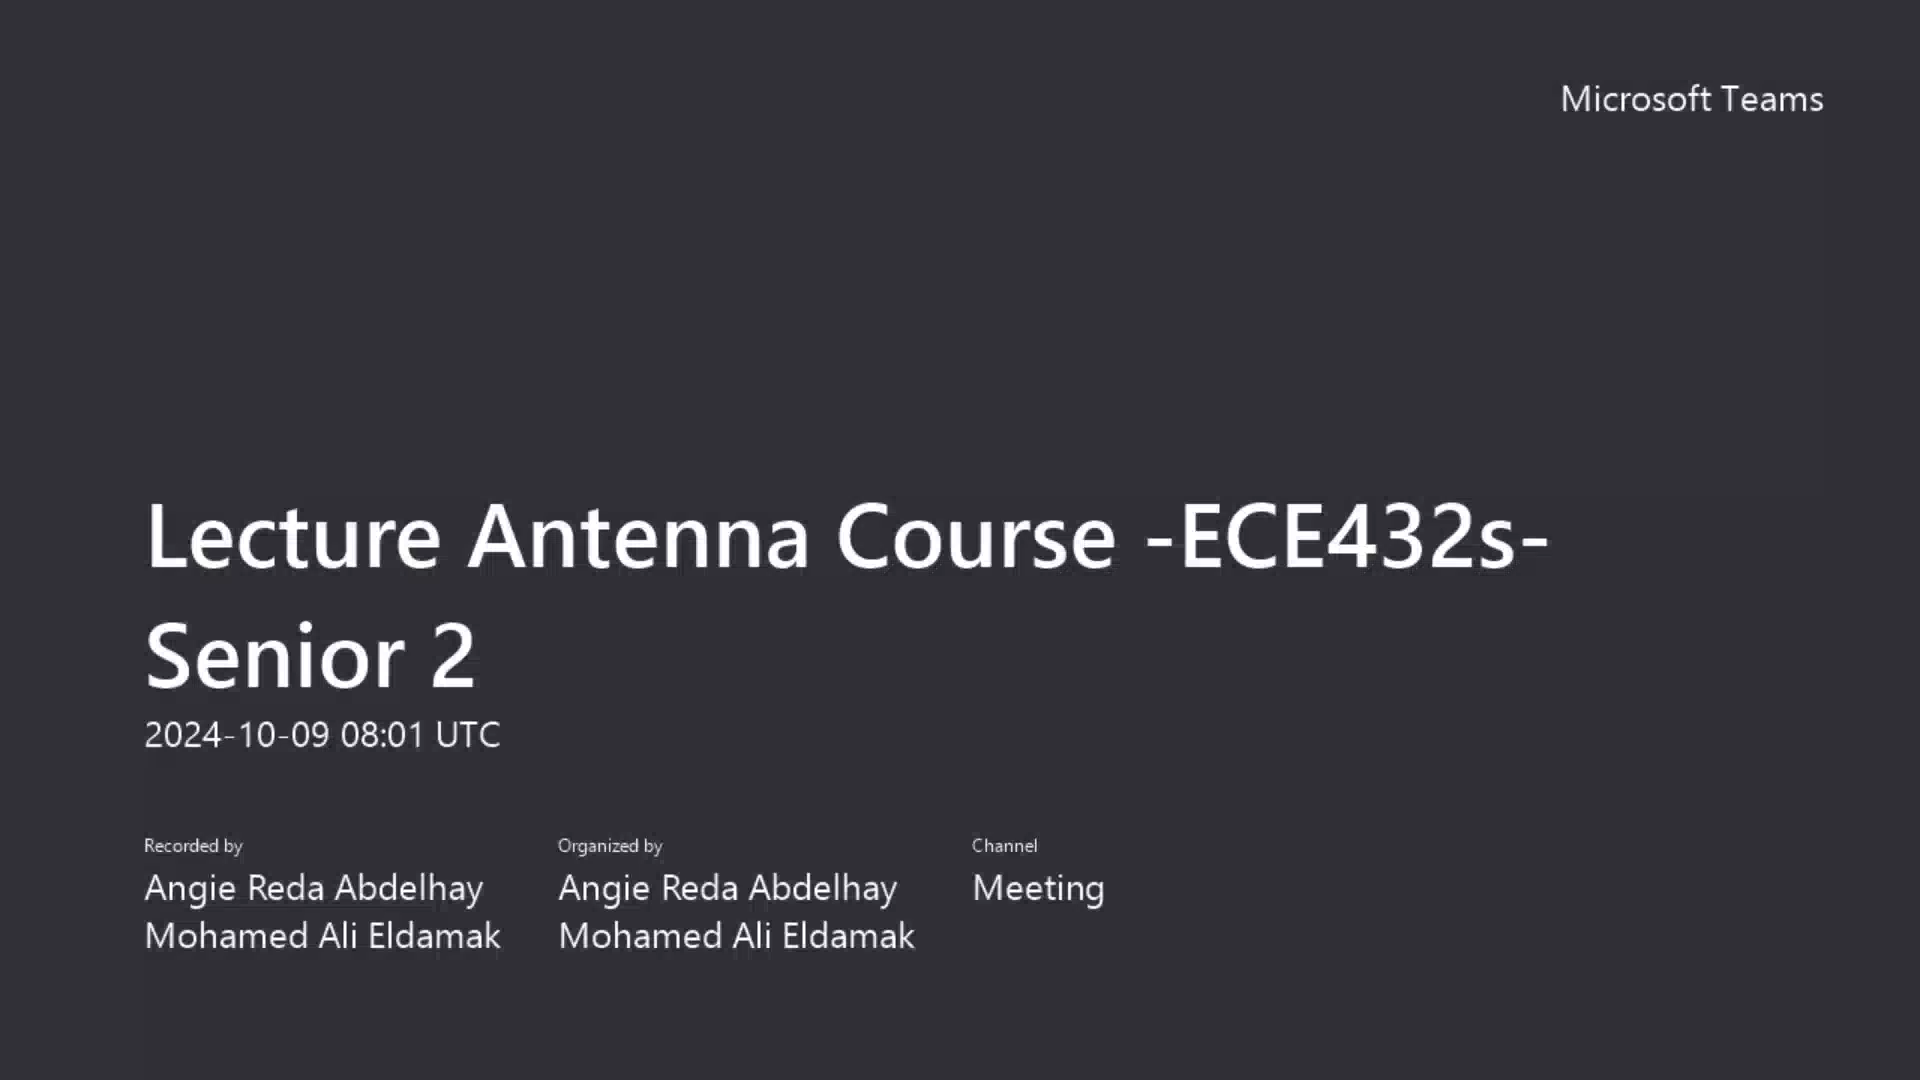 Microsoft Teams
Lecture Antenna Course -ECE432s-
Senior 2
2024-10-09 08:01 UTC
Recorded by
Angie Reda Abdelhay
Mohamed Ali Eldamak
Organized by
Angie Reda Abdelhay
Mohamed Ali Eldamak
Channel
Meeting